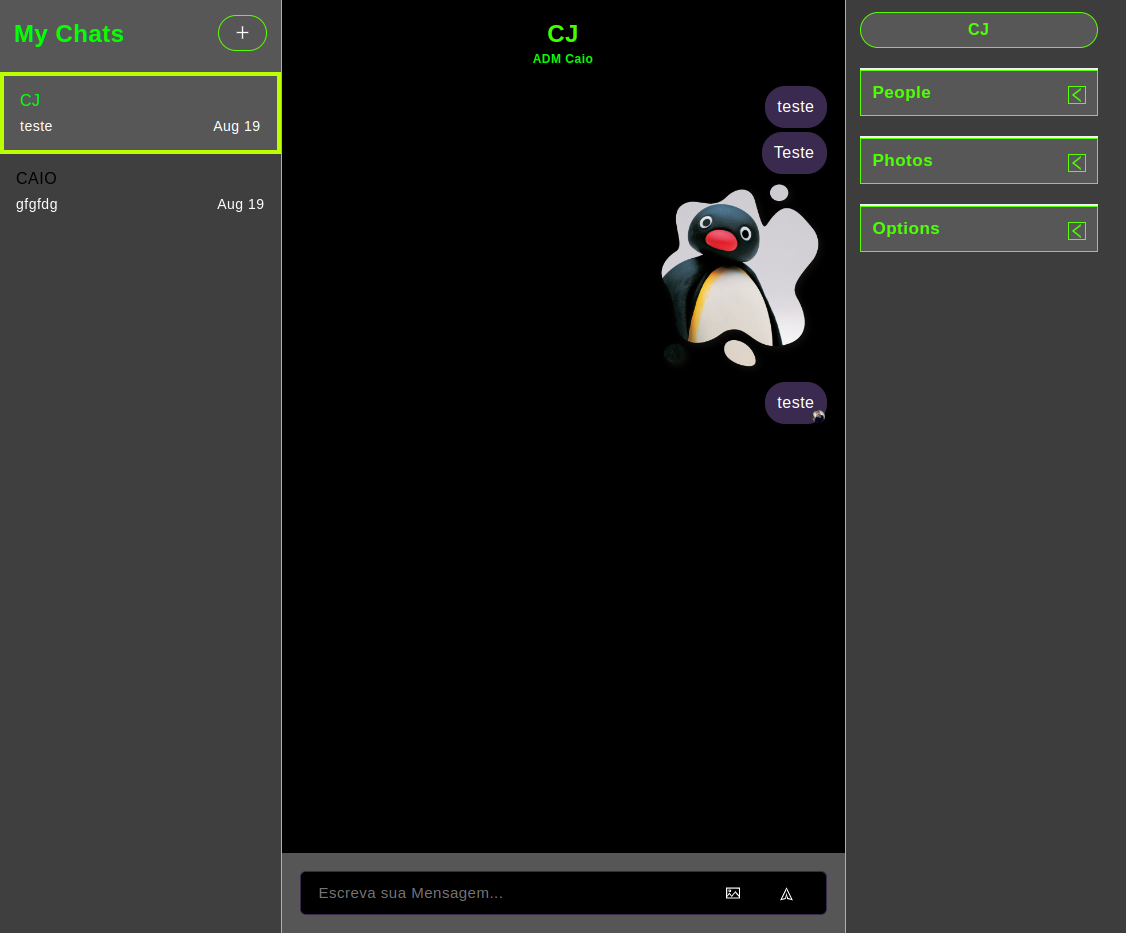 My Chats
+
CJ
teste Aug 19
CAIO
gfgfdg Aug 19
CJ
ADM Caio
teste
Teste
teste
Escreva sua Mensagem...
CJ
People
Photos
Options